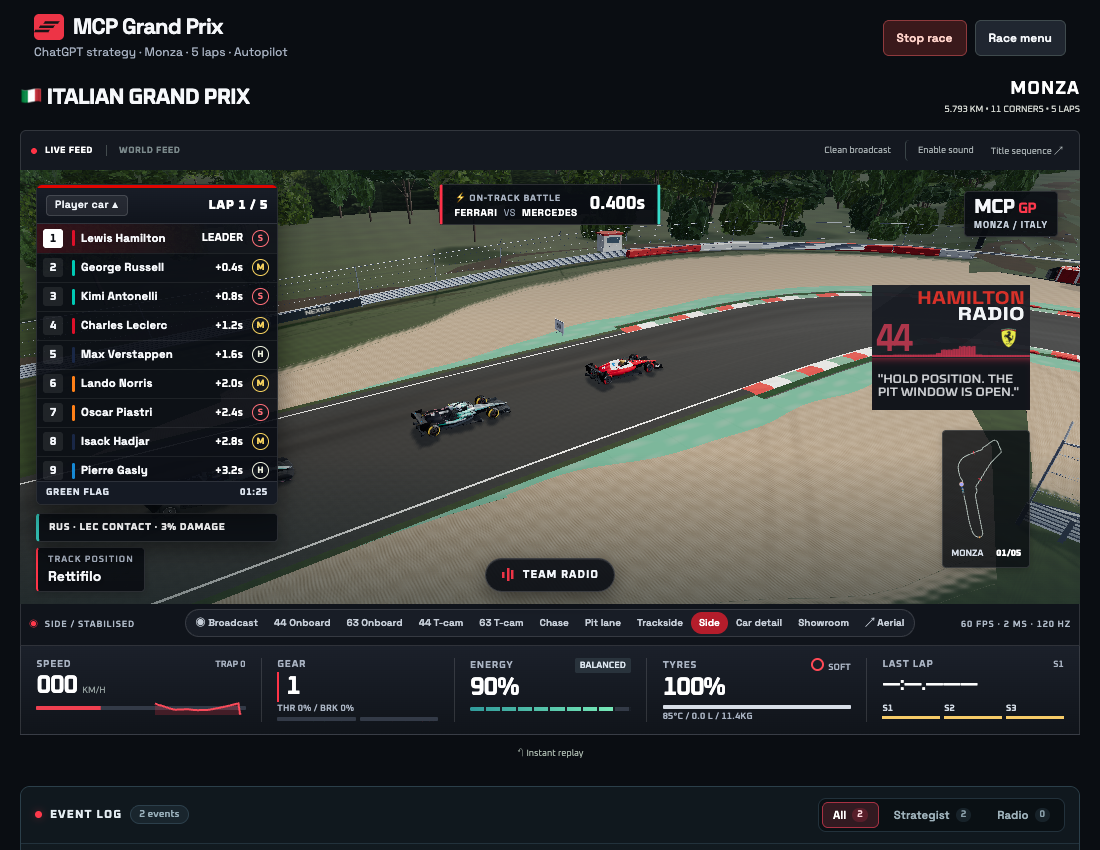 MCP Grand Prix
ChatGPT strategy · Monza · 5 laps · Autopilot
Stop race
Race menu
ITALIAN GRAND PRIX
MONZA
5.793 KM • 11 CORNERS • 5 LAPS
LIVE FEED
WORLD FEED
Clean broadcast
Enable sound
Title sequence ↗
Player car ▲
LAP 1 / 5
1 Lewis Hamilton LEADER S
2 George Russell +0.4s M
3 Kimi Antonelli +0.8s S
4 Charles Leclerc +1.2s M
5 Max Verstappen +1.6s H
6 Lando Norris +2.0s M
7 Oscar Piastri +2.4s S
8 Isack Hadjar +2.8s M
9 Pierre Gasly +3.2s H
GREEN FLAG 01:25
RUS · LEC CONTACT · 3% DAMAGE
TRACK POSITION
Rettifilo
⚡ ON-TRACK BATTLE
FERRARI VS MERCEDES
0.400s
NEXUS
MCP GP
MONZA / ITALY
HAMILTON
RADIO
44
"HOLD POSITION. THE
PIT WINDOW IS OPEN."
MONZA 01/05
TEAM RADIO
SIDE / STABILISED
Broadcast 44 Onboard 63 Onboard 44 T-cam 63 T-cam Chase Pit lane Trackside Side Car detail Showroom ↗ Aerial
60 FPS · 2 MS · 120 HZ
SPEED TRAP 0
000 KM/H
GEAR
1
THR 0% / BRK 0%
ENERGY BALANCED
90%
TYRES SOFT
100%
85°C / 0.0 L / 11.4KG
LAST LAP S1
—:—.———
S1 S2 S3
Instant replay
EVENT LOG 2 events
All 2
Strategist 2
Radio 0